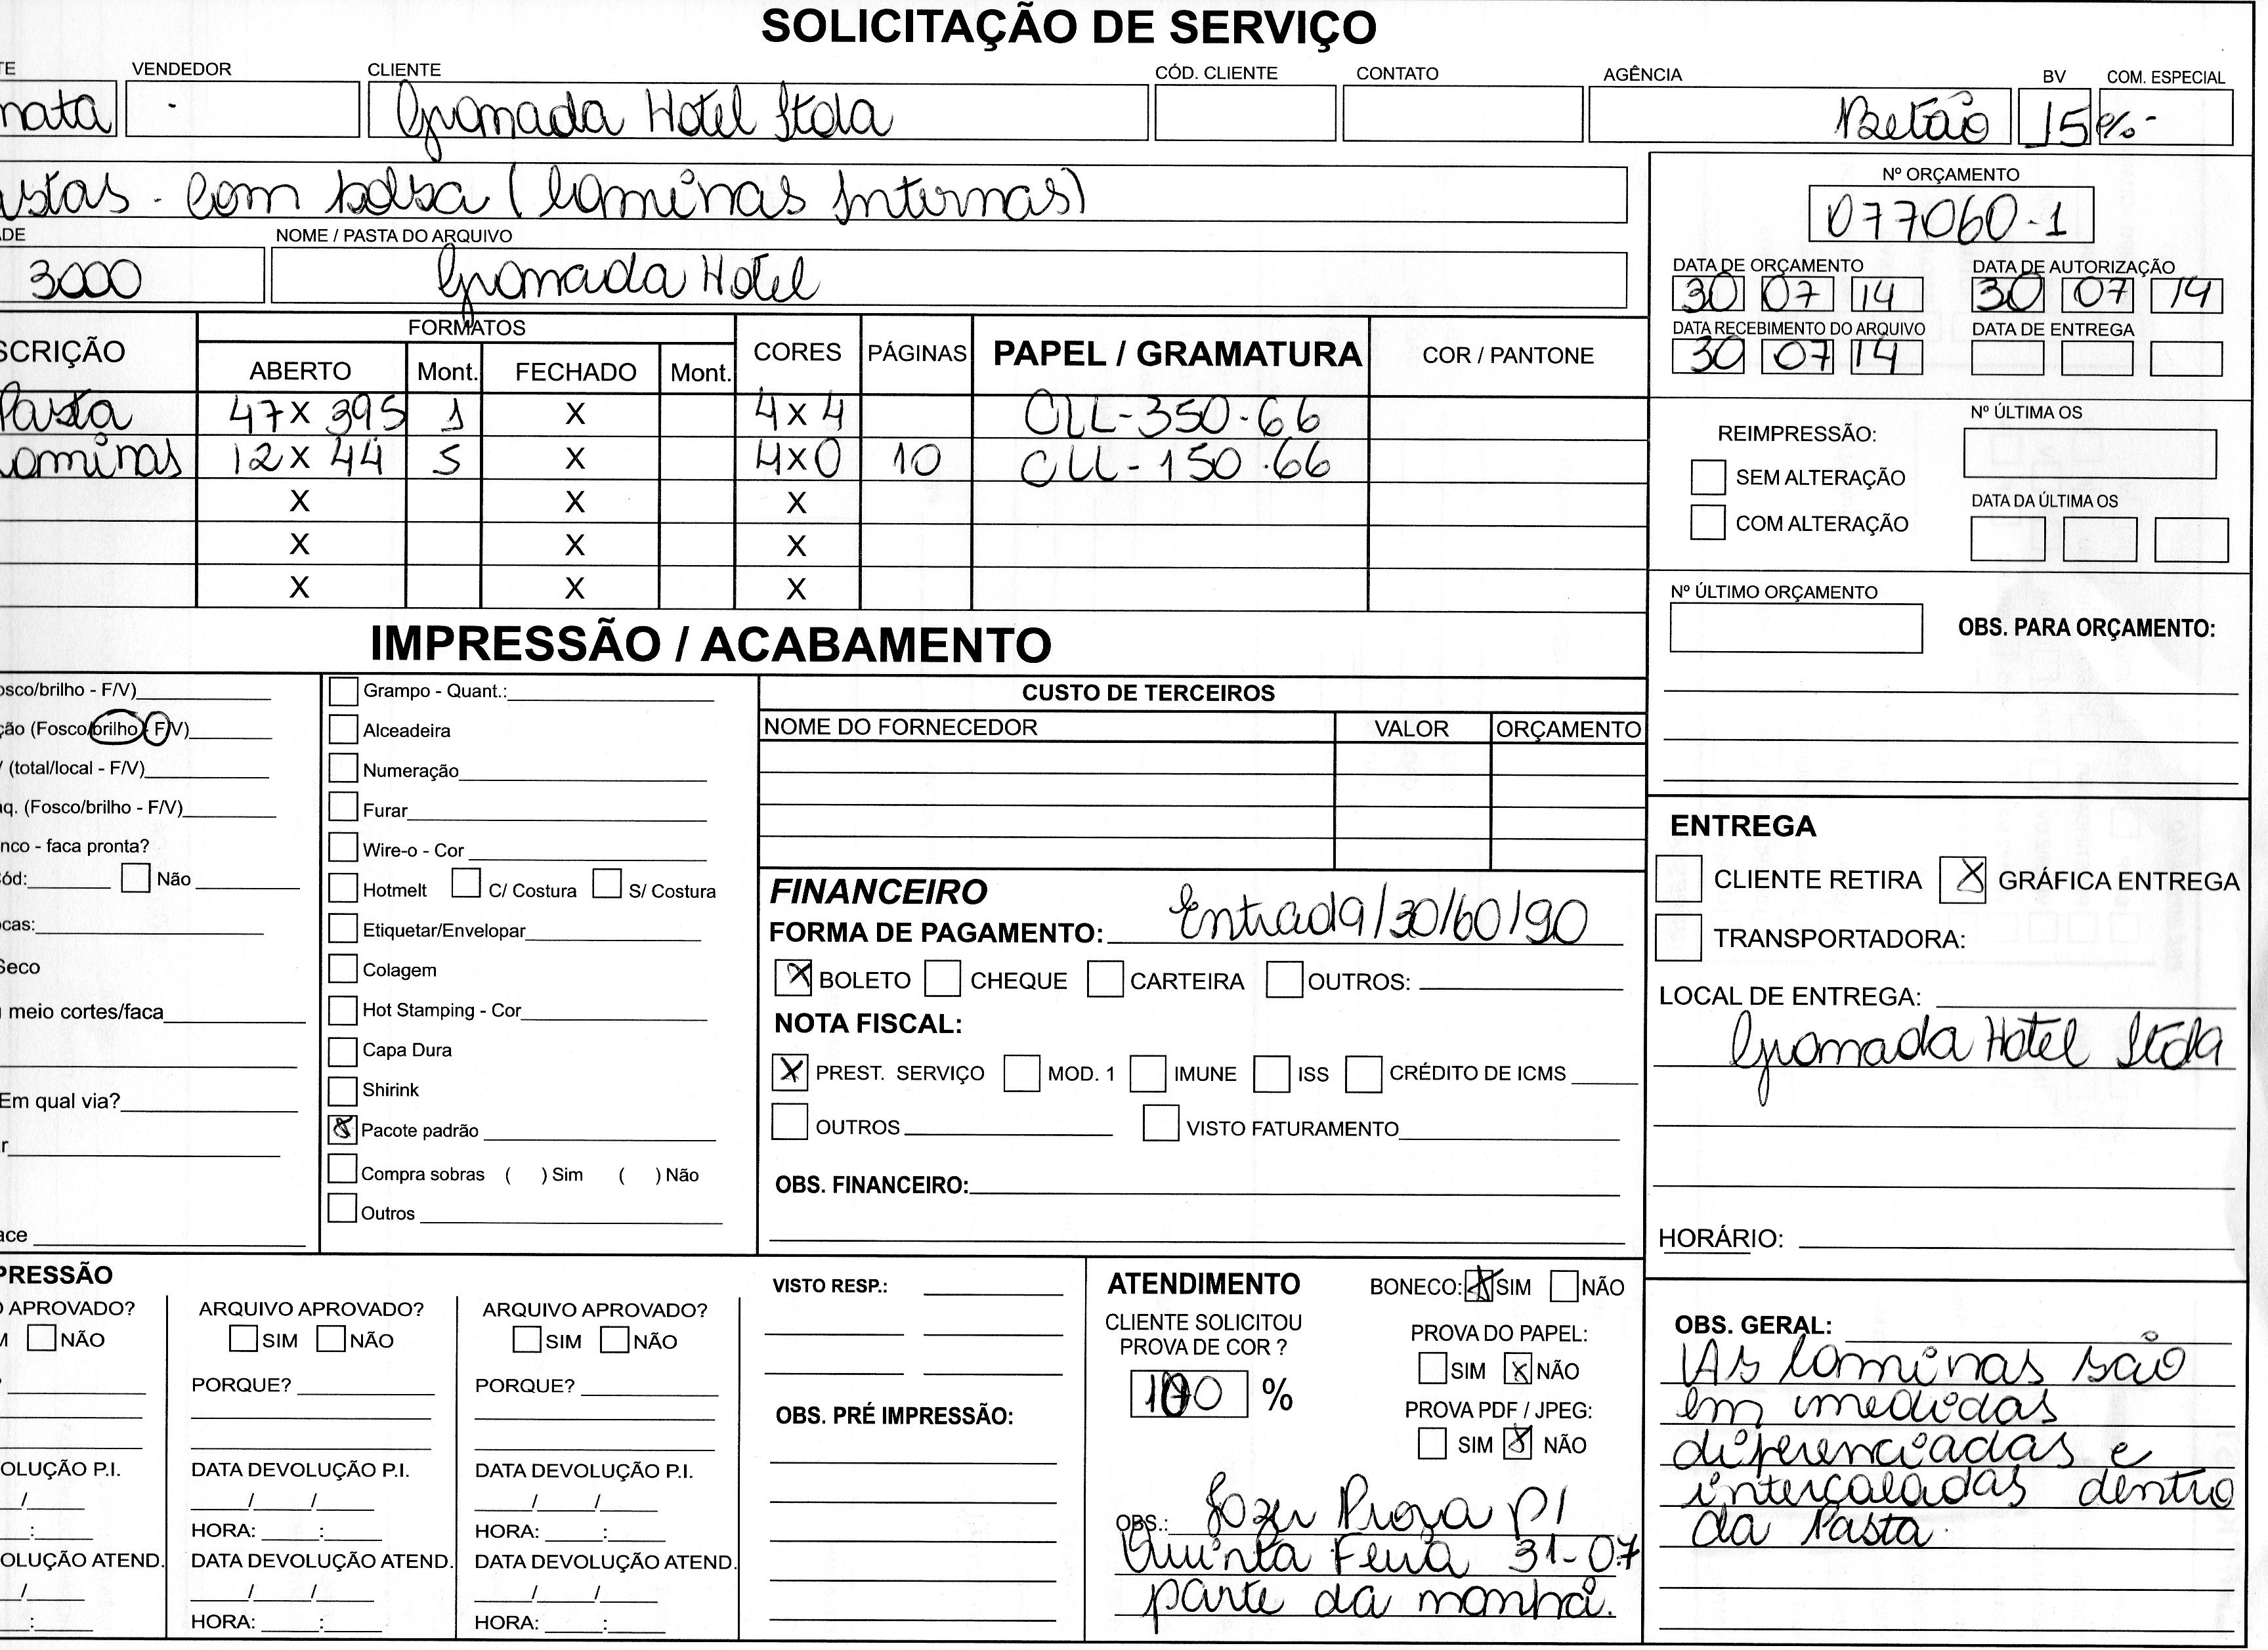 SOLICITAÇÃO DE SERVIÇO
TE VENDEDOR CLIENTE CÓD. CLIENTE CONTATO AGÊNCIA BV COM. ESPECIAL
nata - Gramada Hotel Ltda Betão 15 %-
astas - Com bolsa (laminas Internas)
Nº ORÇAMENTO
077060-1
ADE NOME / PASTA DO ARQUIVO
3000 Gramada Hotel
DATA DE ORÇAMENTO DATA DE AUTORIZAÇÃO
30 07 14 30 07 14
DATA RECEBIMENTO DO ARQUIVO DATA DE ENTREGA
30 07 14
FORMATOS
SCRIÇÃO ABERTO Mont. FECHADO Mont. CORES PÁGINAS PAPEL / GRAMATURA COR / PANTONE
Pasta 47 X 395 1 X 4 X 4 CLL-350-66
Laminas 12 X 44 5 X 4 X 0 10 CLL-150-66
X X X
X X X
X X X
REIMPRESSÃO: Nº ÚLTIMA OS
SEM ALTERAÇÃO
COM ALTERAÇÃO DATA DA ÚLTIMA OS
Nº ÚLTIMO ORÇAMENTO
OBS. PARA ORÇAMENTO:
IMPRESSÃO / ACABAMENTO
osco/brilho - F/V)
ção (Fosco/brilho - F/V)
/ (total/local - F/V)
aq. (Fosco/brilho - F/V)
nco - faca pronta?
Cód: Não
ocas:
Seco
meio cortes/faca
Em qual via?
r
ace
Grampo - Quant.:
Alceadeira
Numeração
Furar
Wire-o - Cor
Hotmelt C/ Costura S/ Costura
Etiquetar/Envelopar
Colagem
Hot Stamping - Cor
Capa Dura
Shirink
X Pacote padrão
Compra sobras ( ) Sim ( ) Não
Outros
CUSTO DE TERCEIROS
NOME DO FORNECEDOR VALOR ORÇAMENTO
FINANCEIRO
FORMA DE PAGAMENTO: Entrada/30/60/90
X BOLETO CHEQUE CARTEIRA OUTROS:
NOTA FISCAL:
X PREST. SERVIÇO MOD. 1 IMUNE ISS CRÉDITO DE ICMS
OUTROS VISTO FATURAMENTO
OBS. FINANCEIRO:
ENTREGA
CLIENTE RETIRA X GRÁFICA ENTREGA
TRANSPORTADORA:
LOCAL DE ENTREGA:
Gramada Hotel Ltda
HORÁRIO:
PRESSÃO
O APROVADO? ARQUIVO APROVADO? ARQUIVO APROVADO?
M NÃO SIM NÃO SIM NÃO
? PORQUE? PORQUE?
OLUÇÃO P.I. DATA DEVOLUÇÃO P.I. DATA DEVOLUÇÃO P.I.
/ / / / /
: HORA: : HORA: :
OLUÇÃO ATEND. DATA DEVOLUÇÃO ATEND. DATA DEVOLUÇÃO ATEND.
/ / / / /
: HORA: : HORA: :
VISTO RESP.:
OBS. PRÉ IMPRESSÃO:
ATENDIMENTO BONECO: X SIM NÃO
CLIENTE SOLICITOU
PROVA DE COR ?
100 %
PROVA DO PAPEL:
SIM X NÃO
PROVA PDF / JPEG:
SIM X NÃO
OBS.: fazer Prova P/
Quinta Feira 31-07
parte da manhã.
OBS. GERAL:
As laminas são
em medidas
diferenciadas e
intercaladas dentro
da Pasta.